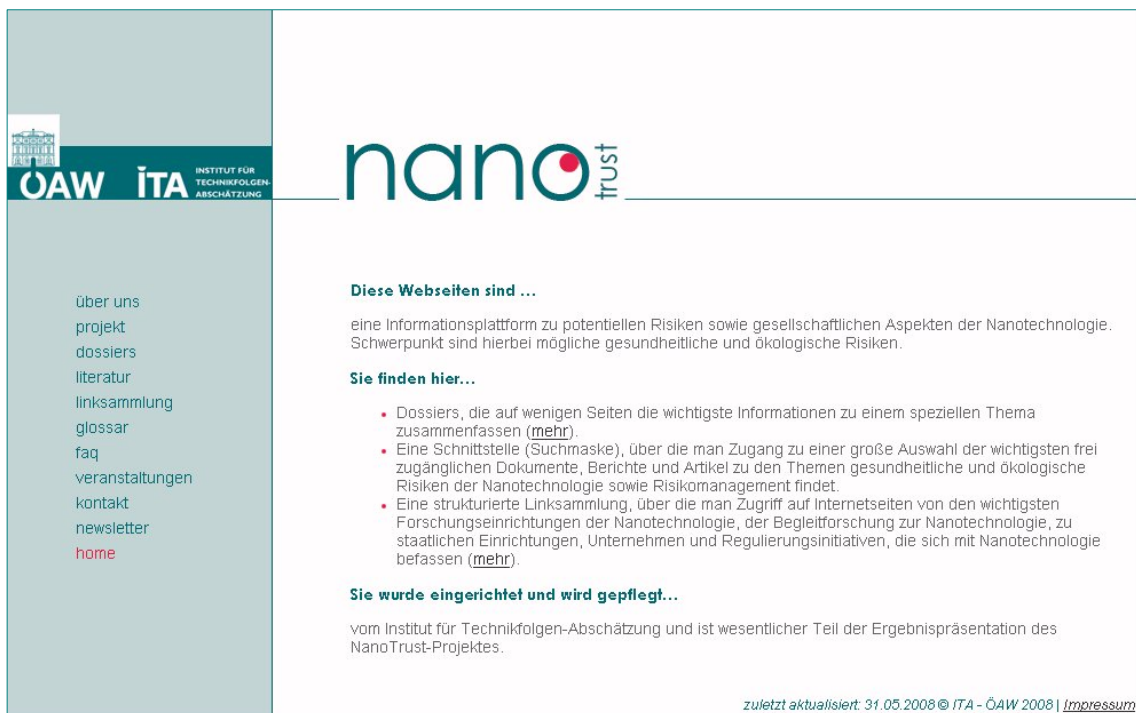 ÖAW
iTA
INSTITUT FÜR
TECHNIKFOLGEN-
ABSCHÄTZUNG
nano
trust
über uns
projekt
dossiers
literatur
linksammlung
glossar
faq
veranstaltungen
kontakt
newsletter
home
Diese Webseiten sind ...
eine Informationsplattform zu potentiellen Risiken sowie gesellschaftlichen Aspekten der Nanotechnologie.
Schwerpunkt sind hierbei mögliche gesundheitliche und ökologische Risiken.
Sie finden hier...
• Dossiers, die auf wenigen Seiten die wichtigste Informationen zu einem speziellen Thema
zusammenfassen (mehr).
• Eine Schnittstelle (Suchmaske), über die man Zugang zu einer große Auswahl der wichtigsten frei
zugänglichen Dokumente, Berichte und Artikel zu den Themen gesundheitliche und ökologische
Risiken der Nanotechnologie sowie Risikomanagement findet.
• Eine strukturierte Linksammlung, über die man Zugriff auf Internetseiten von den wichtigsten
Forschungseinrichtungen der Nanotechnologie, der Begleitforschung zur Nanotechnologie, zu
staatlichen Einrichtungen, Unternehmen und Regulierungsinitiativen, die sich mit Nanotechnologie
befassen (mehr).
Sie wurde eingerichtet und wird gepflegt...
vom Institut für Technikfolgen-Abschätzung und ist wesentlicher Teil der Ergebnispräsentation des
NanoTrust-Projektes.
zuletzt aktualisiert: 31.05.2008 © ITA - ÖAW 2008 | Impressum